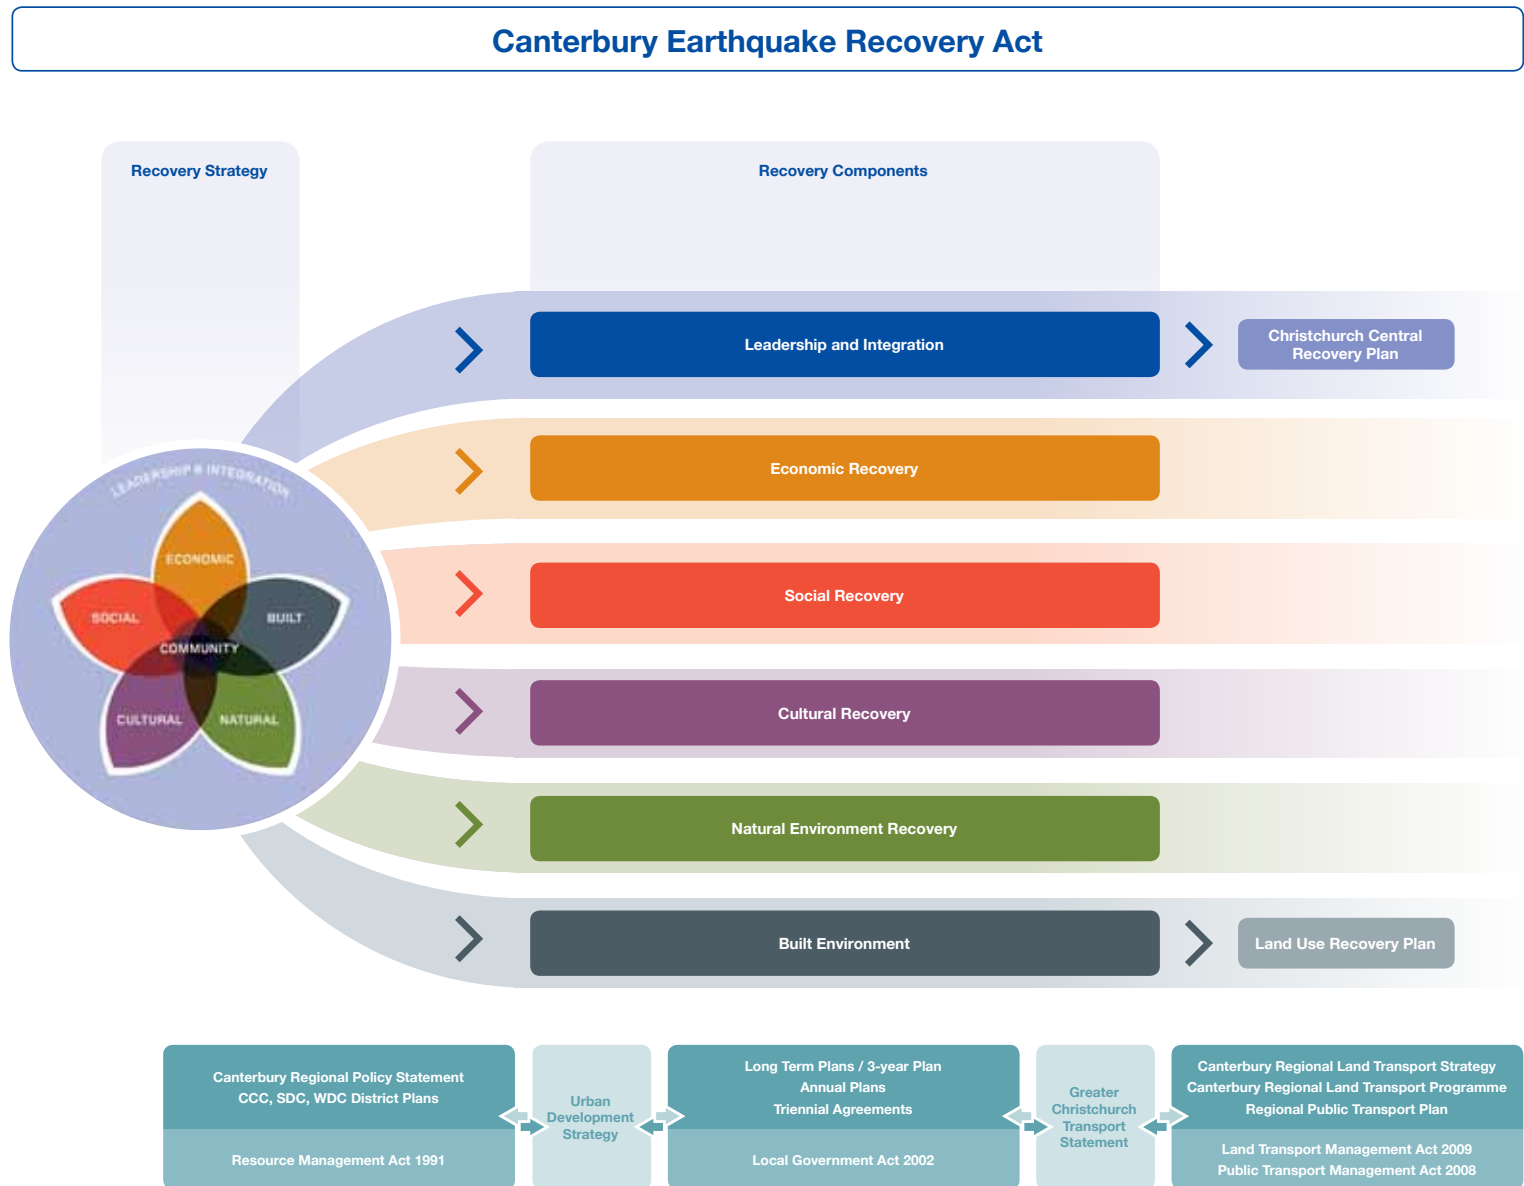 Canterbury Earthquake Recovery Act
Recovery Strategy
Recovery Components
Leadership and Integration
Christchurch Central
Recovery Plan
Economic Recovery
Social Recovery
Cultural Recovery
Natural Environment Recovery
Built Environment
Land Use Recovery Plan
LEADERSHIP & INTEGRATION
ECONOMIC
SOCIAL
BUILT
COMMUNITY
CULTURAL
NATURAL
Canterbury Regional Policy Statement
CCC, SDC, WDC District Plans
Resource Management Act 1991
Urban
Development
Strategy
Long Term Plans / 3-year Plan
Annual Plans
Triennial Agreements
Local Government Act 2002
Greater
Christchurch
Transport
Statement
Canterbury Regional Land Transport Strategy
Canterbury Regional Land Transport Programme
Regional Public Transport Plan
Land Transport Management Act 2009
Public Transport Management Act 2008